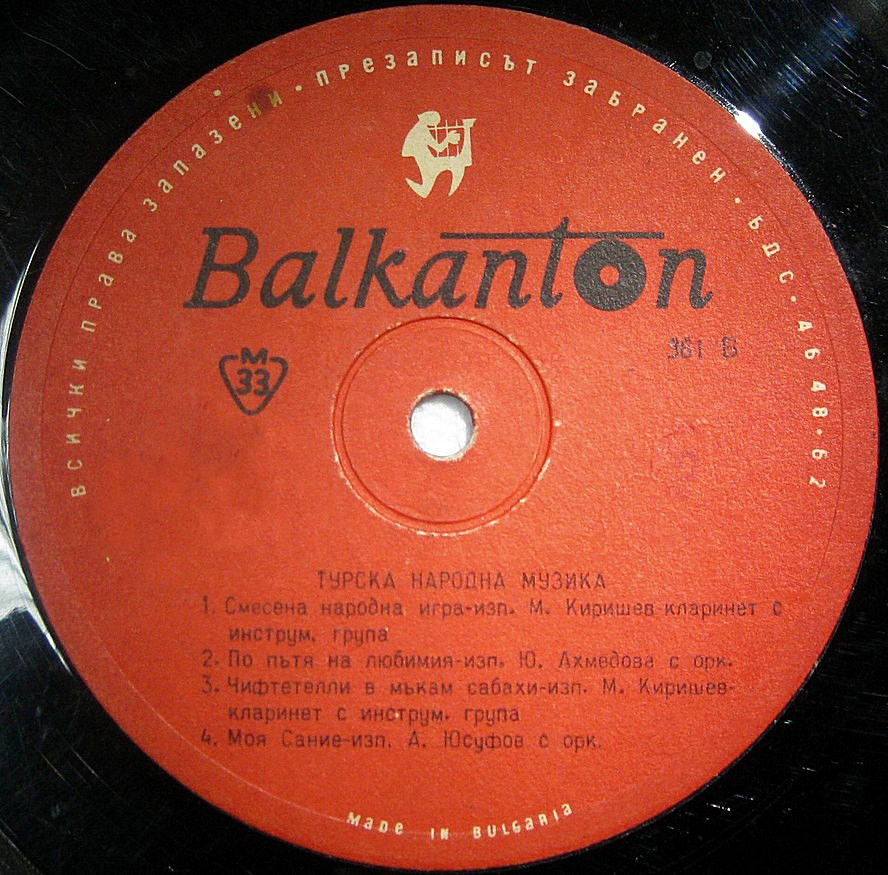 ВСИЧКИ ПРАВА ЗАПАЗЕНИ • ПРЕЗАПИСЪТ ЗАБРАНЕН • БДС • 4648 • 62
Balkanton
М
33
361 В
ТУРСКА НАРОДНА МУЗИКА
1. Смесена народна игра-изп. М. Киришев-кларинет с
инструм. група
2. По пътя на любимия-изп. Ю. Ахмедова с орк.
3. Чифтетелли в мъкам сабахи-изп. М. Киришев-
кларинет с инструм. група
4. Моя Сание-изп. А. Юсуфов с орк.
Made in Bulgaria